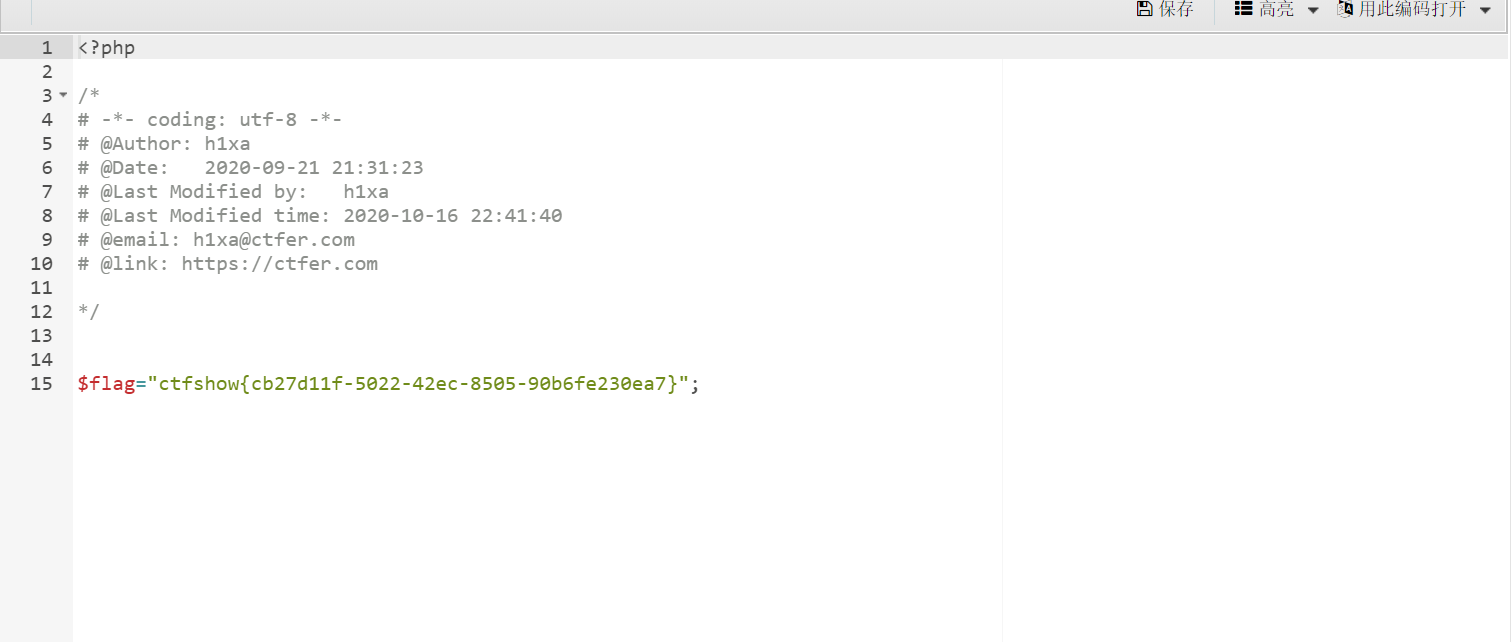 保存 高亮 用此编码打开
1 <?php
2
3 /*
4 # -*- coding: utf-8 -*-
5 # @Author: h1xa
6 # @Date:   2020-09-21 21:31:23
7 # @Last Modified by:   h1xa
8 # @Last Modified time: 2020-10-16 22:41:40
9 # @email: h1xa@ctfer.com
10 # @link: https://ctfer.com
11
12 */
13
14
15 $flag="ctfshow{cb27d11f-5022-42ec-8505-90b6fe230ea7}";